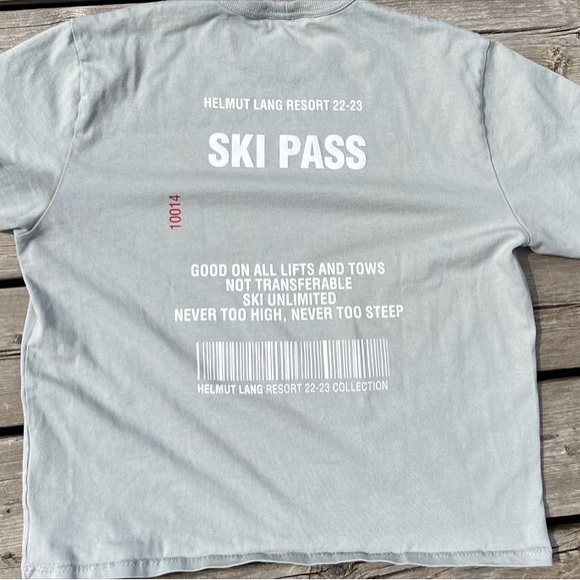 HELMUT LANG RESORT 22-23
SKI PASS
10014
GOOD ON ALL LIFTS AND TOWS
NOT TRANSFERABLE
SKI UNLIMITED
NEVER TOO HIGH, NEVER TOO STEEP
HELMUT LANG RESORT 22-23 COLLECTION